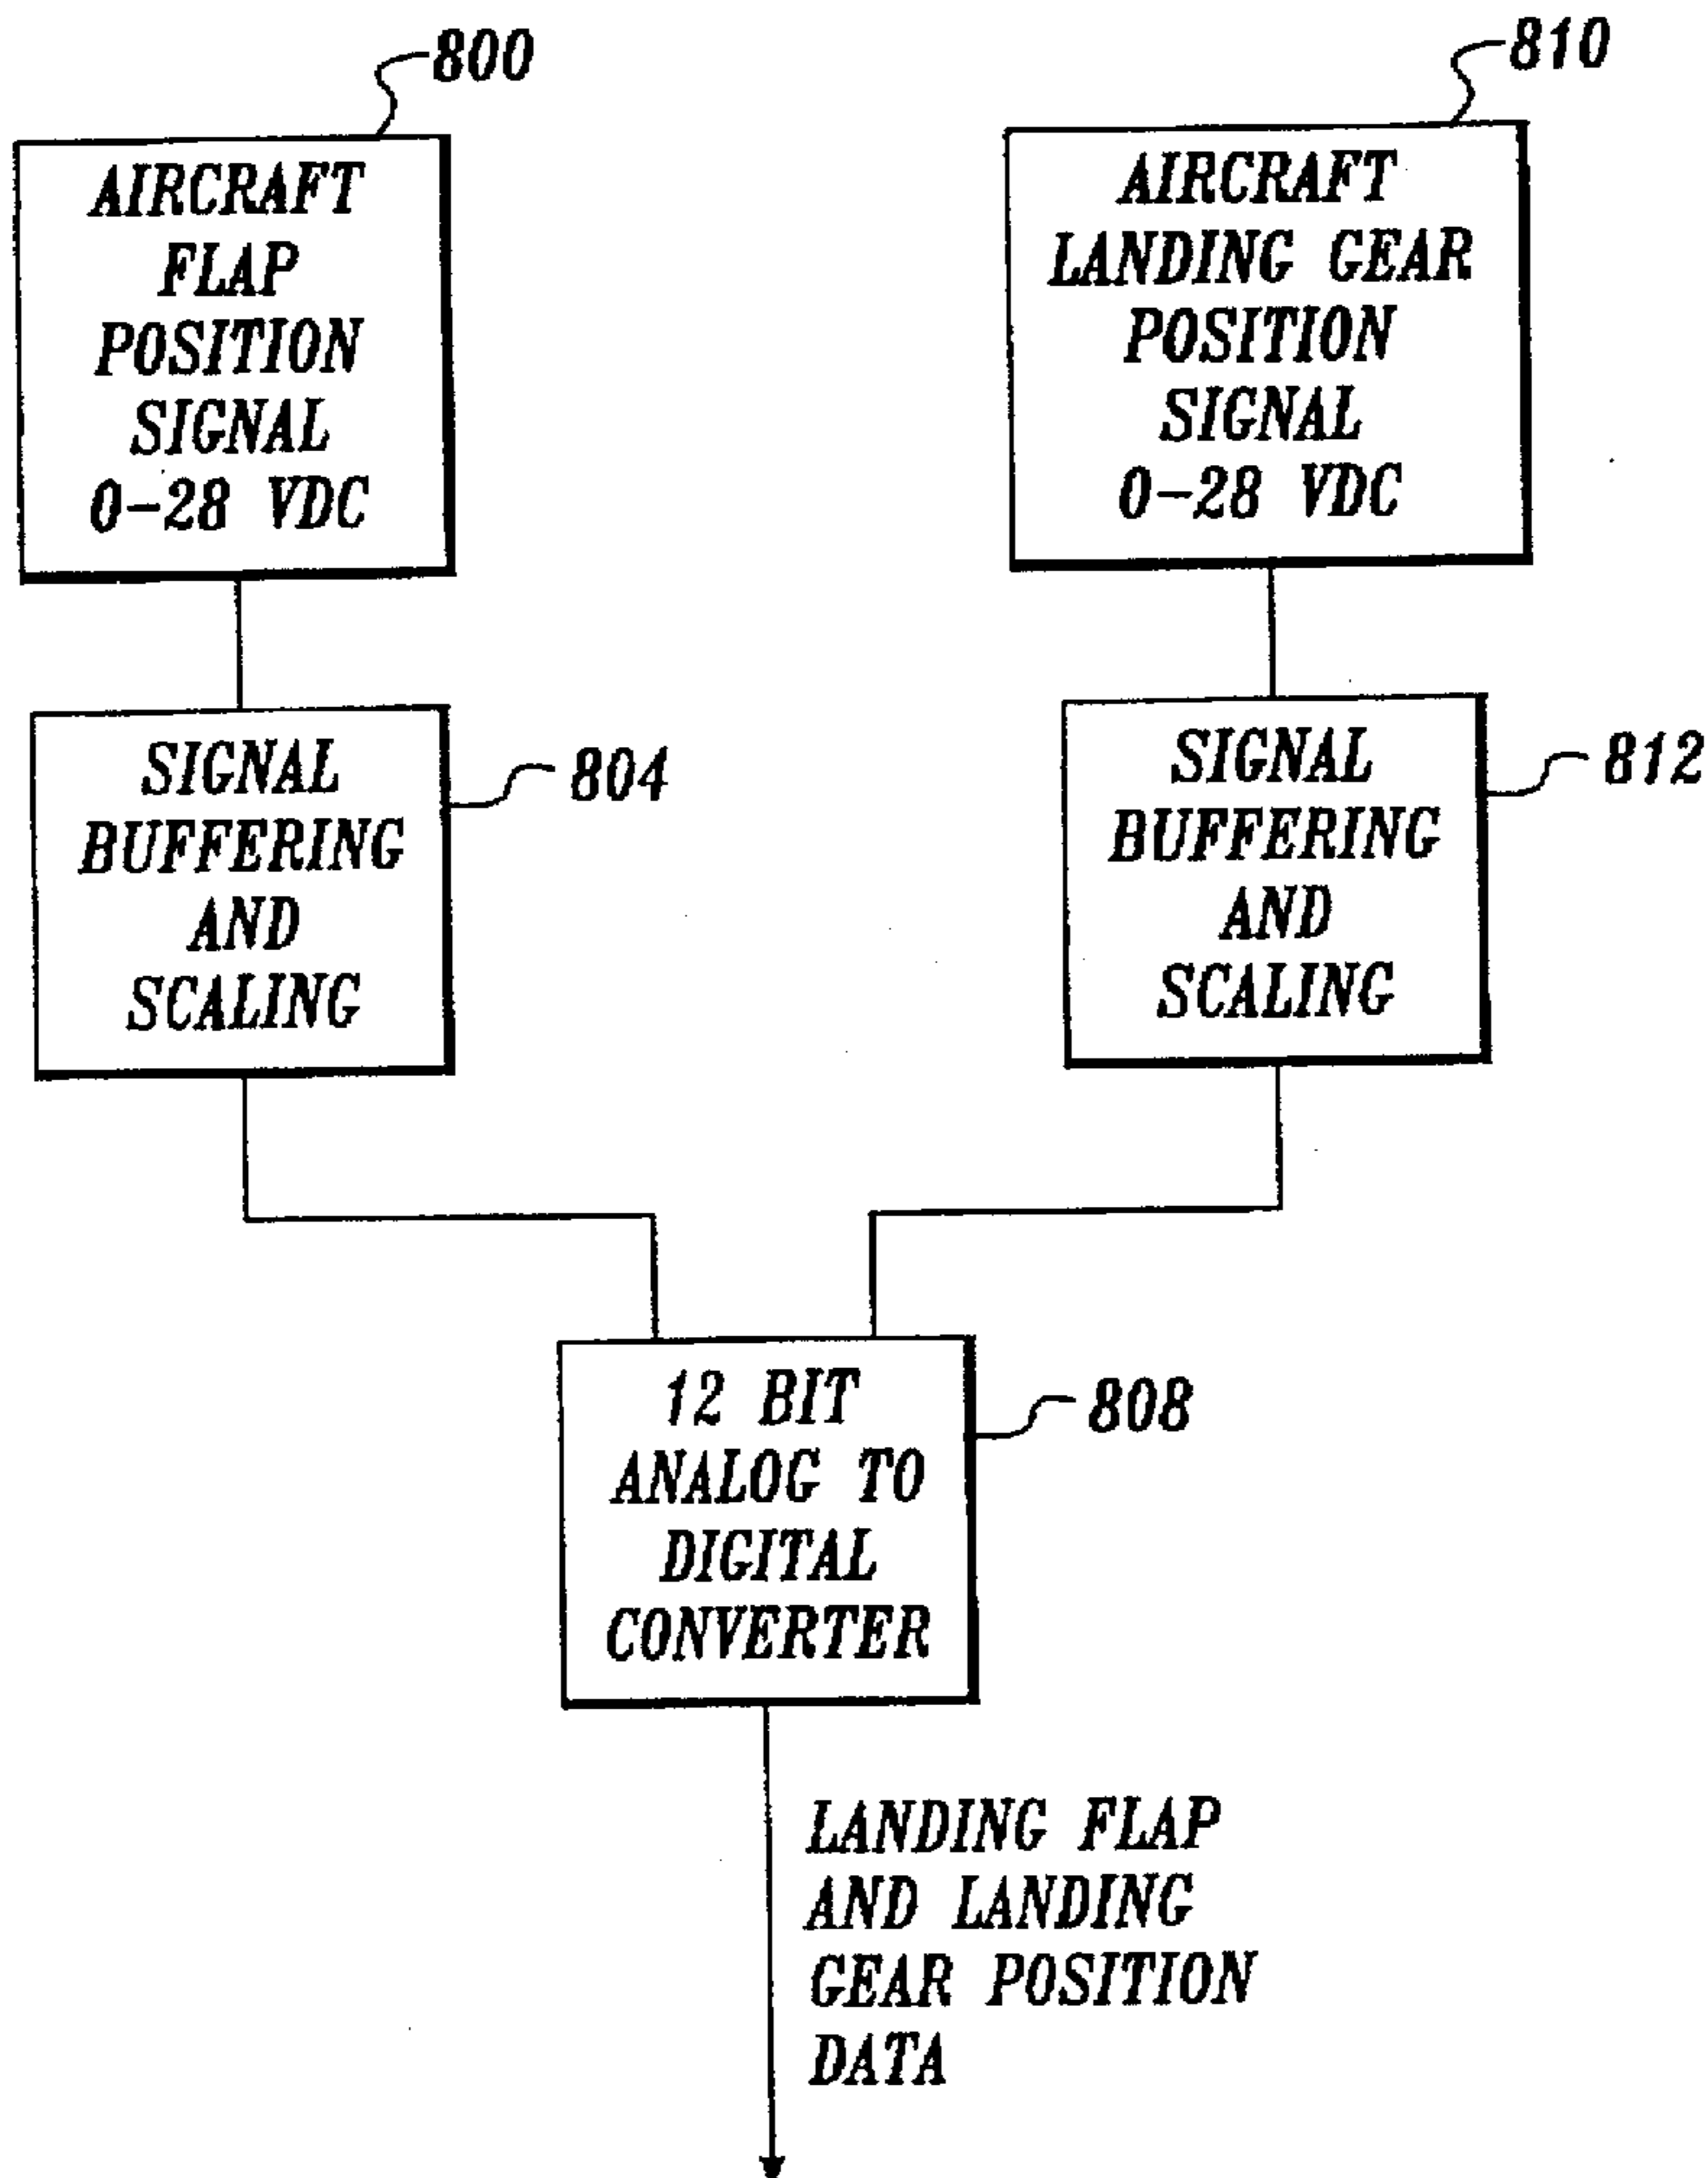 800
AIRCRAFT
FLAP
POSITION
SIGNAL
0-28 VDC
810
AIRCRAFT
LANDING GEAR
POSITION
SIGNAL
0-28 VDC
SIGNAL
BUFFERING
AND
SCALING
804
SIGNAL
BUFFERING
AND
SCALING
812
12 BIT
ANALOG TO
DIGITAL
CONVERTER
808
LANDING FLAP
AND LANDING
GEAR POSITION
DATA